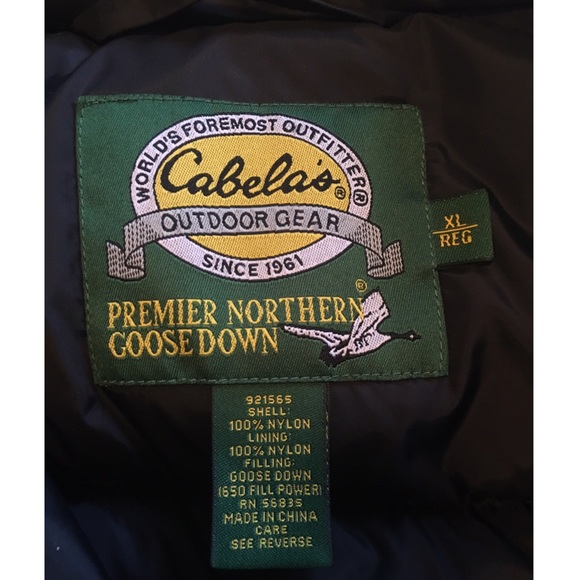 WORLD'S FOREMOST OUTFITTER®
Cabela's®
OUTDOOR GEAR
SINCE 1961
PREMIER NORTHERN®
GOOSE DOWN
XL
REG
921565
SHELL:
100% NYLON
LINING:
100% NYLON
FILLING:
GOOSE DOWN
(650 FILL POWER)
RN 56835
MADE IN CHINA
CARE
SEE REVERSE